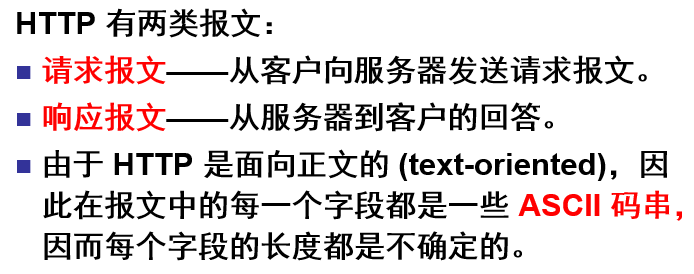 HTTP 有两类报文：
■ 请求报文——从客户向服务器发送请求报文。
■ 响应报文——从服务器到客户的回答。
■ 由于 HTTP 是面向正文的 (text-oriented)，因
此在报文中的每一个字段都是一些 ASCII 码串，
因而每个字段的长度都是不确定的。